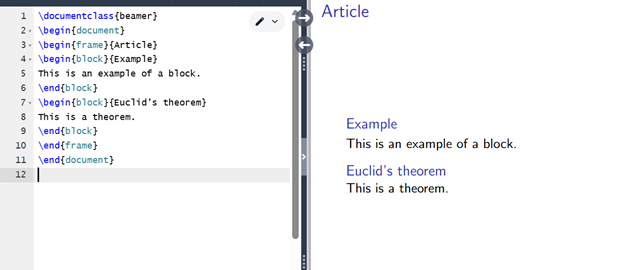 1 \documentclass{beamer}
2 \begin{document}
3 \begin{frame}{Article}
4 \begin{block}{Example}
5 This is an example of a block.
6 \end{block}
7 \begin{block}{Euclid's theorem}
8 This is a theorem.
9 \end{block}
10 \end{frame}
11 \end{document}
12
Article
Example
This is an example of a block.
Euclid's theorem
This is a theorem.